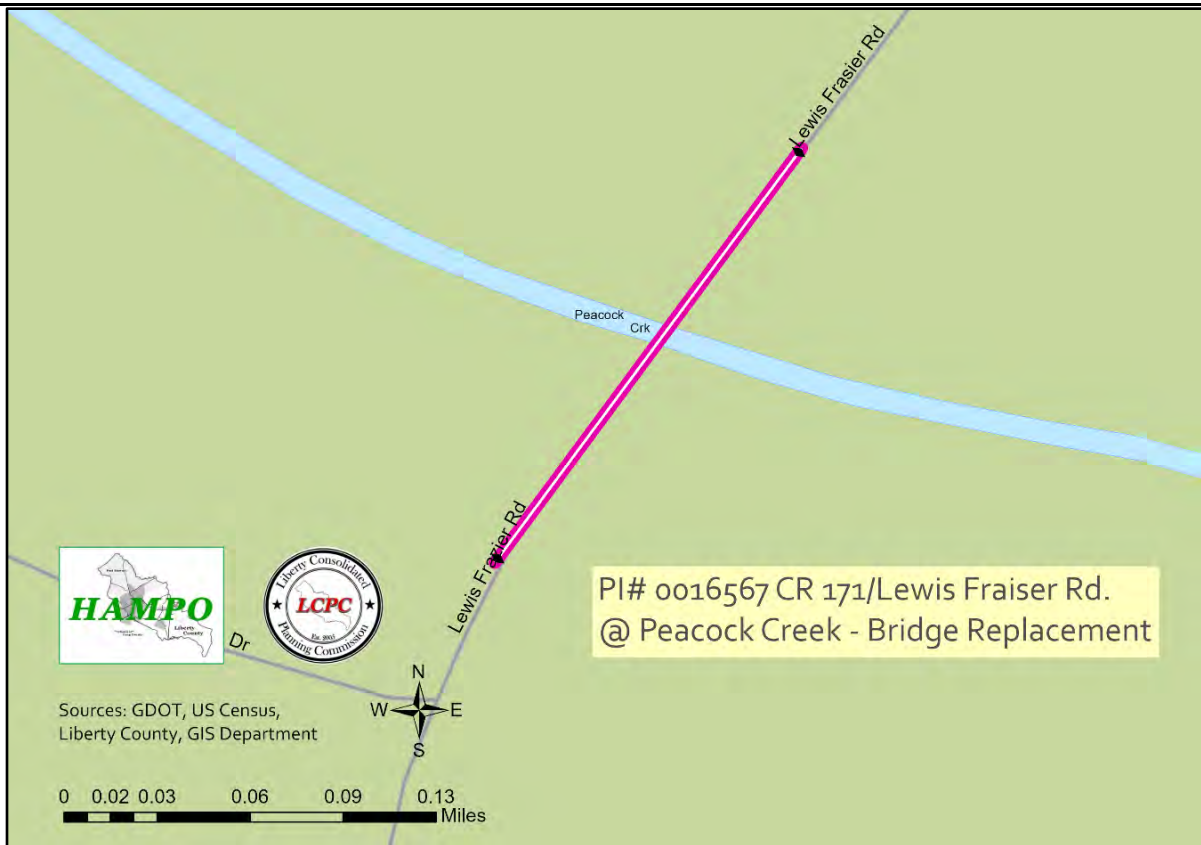 Lewis Frasier Rd
Peacock
Crk
Lewis Frazier Rd
HAMPO
Liberty
County
Liberty Consolidated
LCPC
Planning Commission
Dr
PI# 0016567 CR 171/Lewis Fraiser Rd.
@ Peacock Creek - Bridge Replacement
N
W E
S
Sources: GDOT, US Census,
Liberty County, GIS Department
0 0.02 0.03 0.06 0.09 0.13
Miles